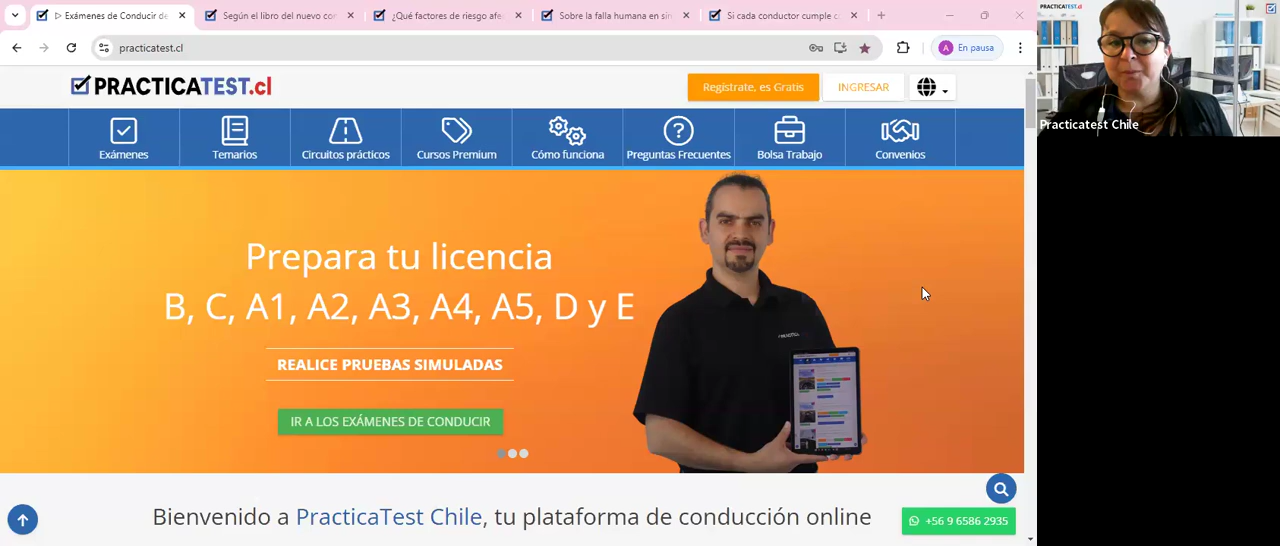 ▷ Exámenes de Conducir de
Según el libro del nuevo con
¿Qué factores de riesgo afe
Sobre la falla humana en sin
Si cada conductor cumple c
practicatest.cl
A En pausa
PRACTICATEST.cl
Regístrate, es Gratis
INGRESAR
Exámenes
Temarios
Circuitos prácticos
Cursos Premium
Cómo funciona
Preguntas Frecuentes
Bolsa Trabajo
Convenios
Prepara tu licencia
B, C, A1, A2, A3, A4, A5, D y E
REALICE PRUEBAS SIMULADAS
IR A LOS EXÁMENES DE CONDUCIR
Bienvenido a PracticaTest Chile, tu plataforma de conducción online
+56 9 6586 2935
PRACTICATEST.cl
Practicatest Chile